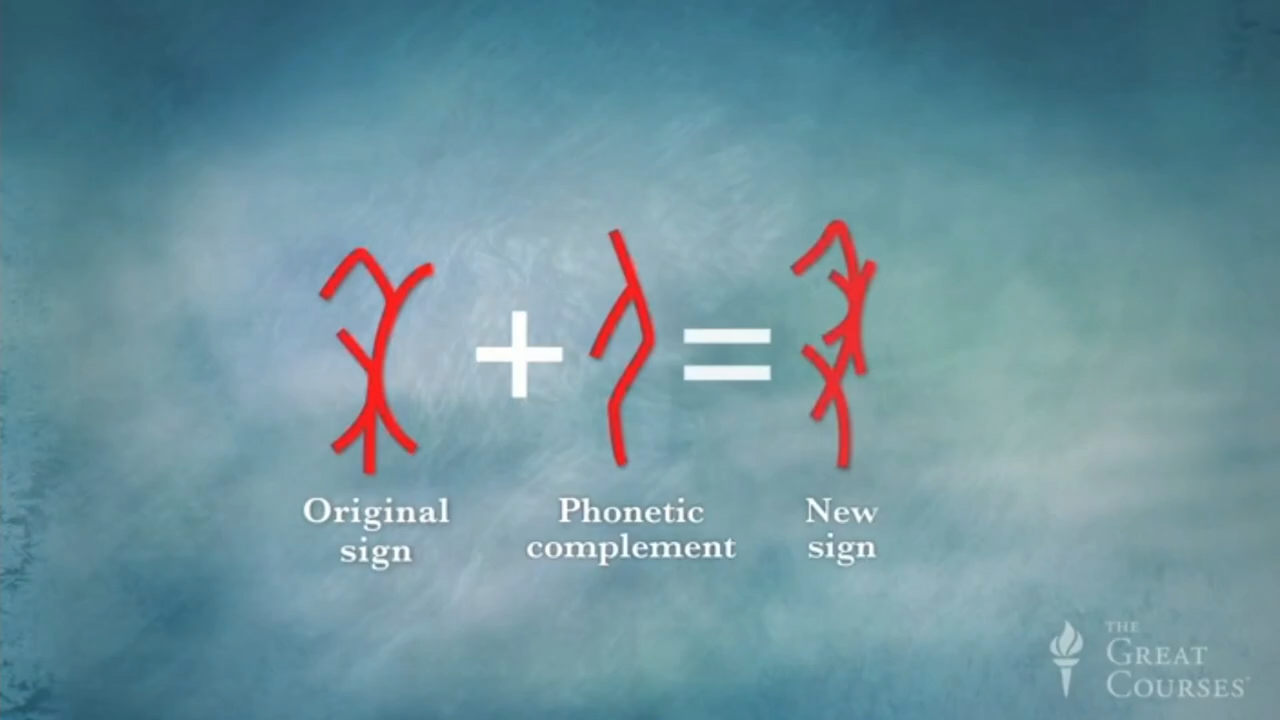 + =
Original
sign
Phonetic
complement
New
sign
THE
GREAT
COURSES